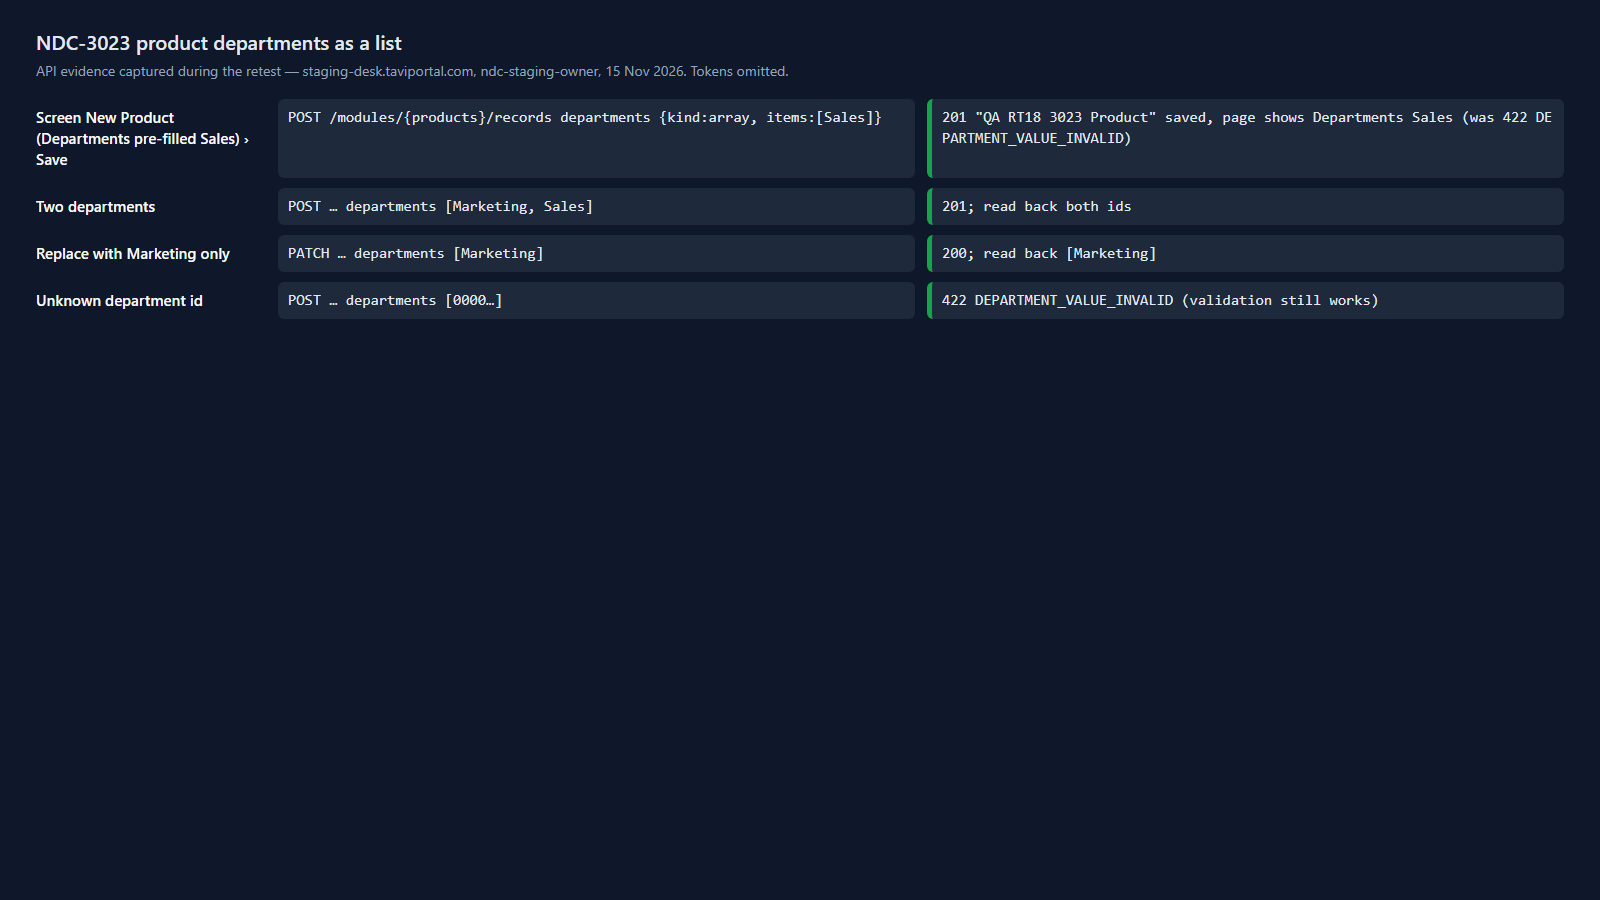 NDC-3023 product departments as a list
API evidence captured during the retest — staging-desk.taviportal.com, ndc-staging-owner, 15 Nov 2026. Tokens omitted.
Screen New Product
(Departments pre-filled Sales) ›
Save
POST /modules/{products}/records departments {kind:array, items:[Sales]}
201 "QA RT18 3023 Product" saved, page shows Departments Sales (was 422 DE
PARTMENT_VALUE_INVALID)
Two departments
POST … departments [Marketing, Sales]
201; read back both ids
Replace with Marketing only
PATCH … departments [Marketing]
200; read back [Marketing]
Unknown department id
POST … departments [0000…]
422 DEPARTMENT_VALUE_INVALID (validation still works)